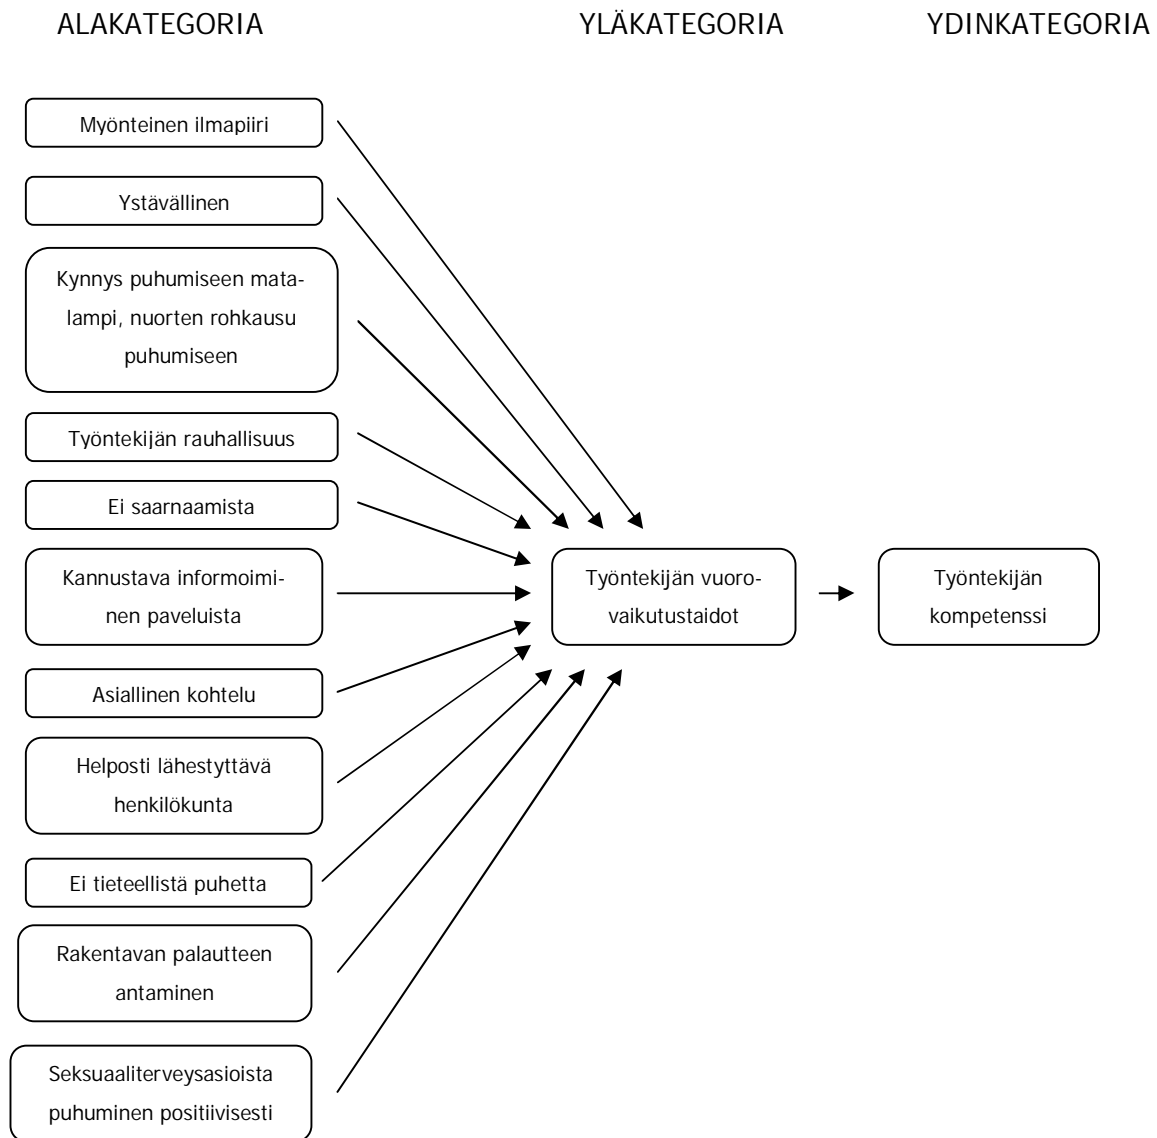 ALAKATEGORIA
YLÄKATEGORIA
YDINKATEGORIA
Myönteinen ilmapiiri
Ystävällinen
Kynnys puhumiseen mata-
lampi, nuorten rohkausu
puhumiseen
Työntekijän rauhallisuus
Ei saarnaamista
Kannustava informoimi-
nen paveluista
Asiallinen kohtelu
Helposti lähestyttävä
henkilökunta
Ei tieteellistä puhetta
Rakentavan palautteen
antaminen
Seksuaaliterveysasioista
puhuminen positiivisesti
Työntekijän vuoro-
vaikutustaidot
Työntekijän
kompetenssi